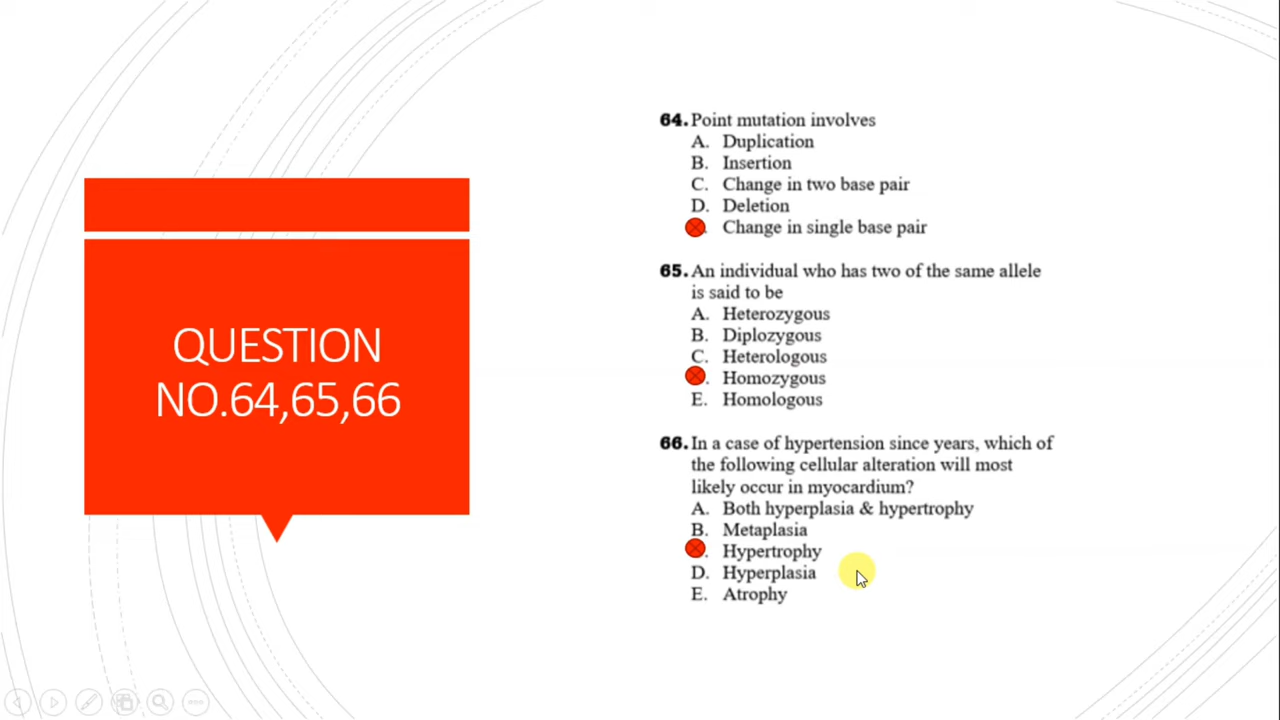 QUESTION
NO.64,65,66
64. Point mutation involves
A. Duplication
B. Insertion
C. Change in two base pair
D. Deletion
. Change in single base pair
65. An individual who has two of the same allele
is said to be
A. Heterozygous
B. Diplozygous
C. Heterologous
. Homozygous
E. Homologous
66. In a case of hypertension since years, which of
the following cellular alteration will most
likely occur in myocardium?
A. Both hyperplasia & hypertrophy
B. Metaplasia
. Hypertrophy
D. Hyperplasia
E. Atrophy